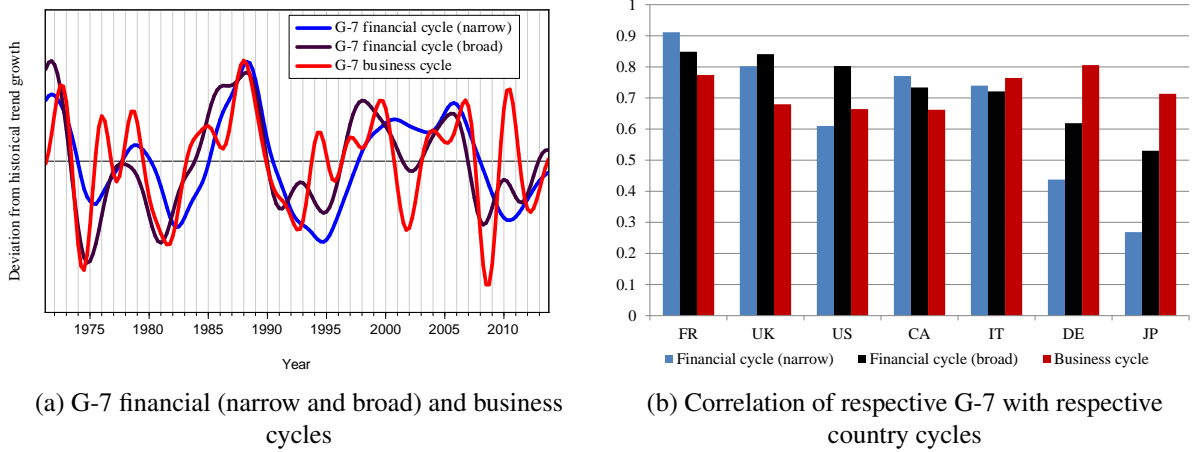 G-7 financial cycle (narrow)
G-7 financial cycle (broad)
G-7 business cycle
Deviation from historical trend growth
1975 1980 1985 1990 1995 2000 2005 2010
Year
(a) G-7 financial (narrow and broad) and business
cycles
1
0.9
0.8
0.7
0.6
0.5
0.4
0.3
0.2
0.1
0
FR UK US CA IT DE JP
Financial cycle (narrow) Financial cycle (broad) Business cycle
(b) Correlation of respective G-7 with respective
country cycles